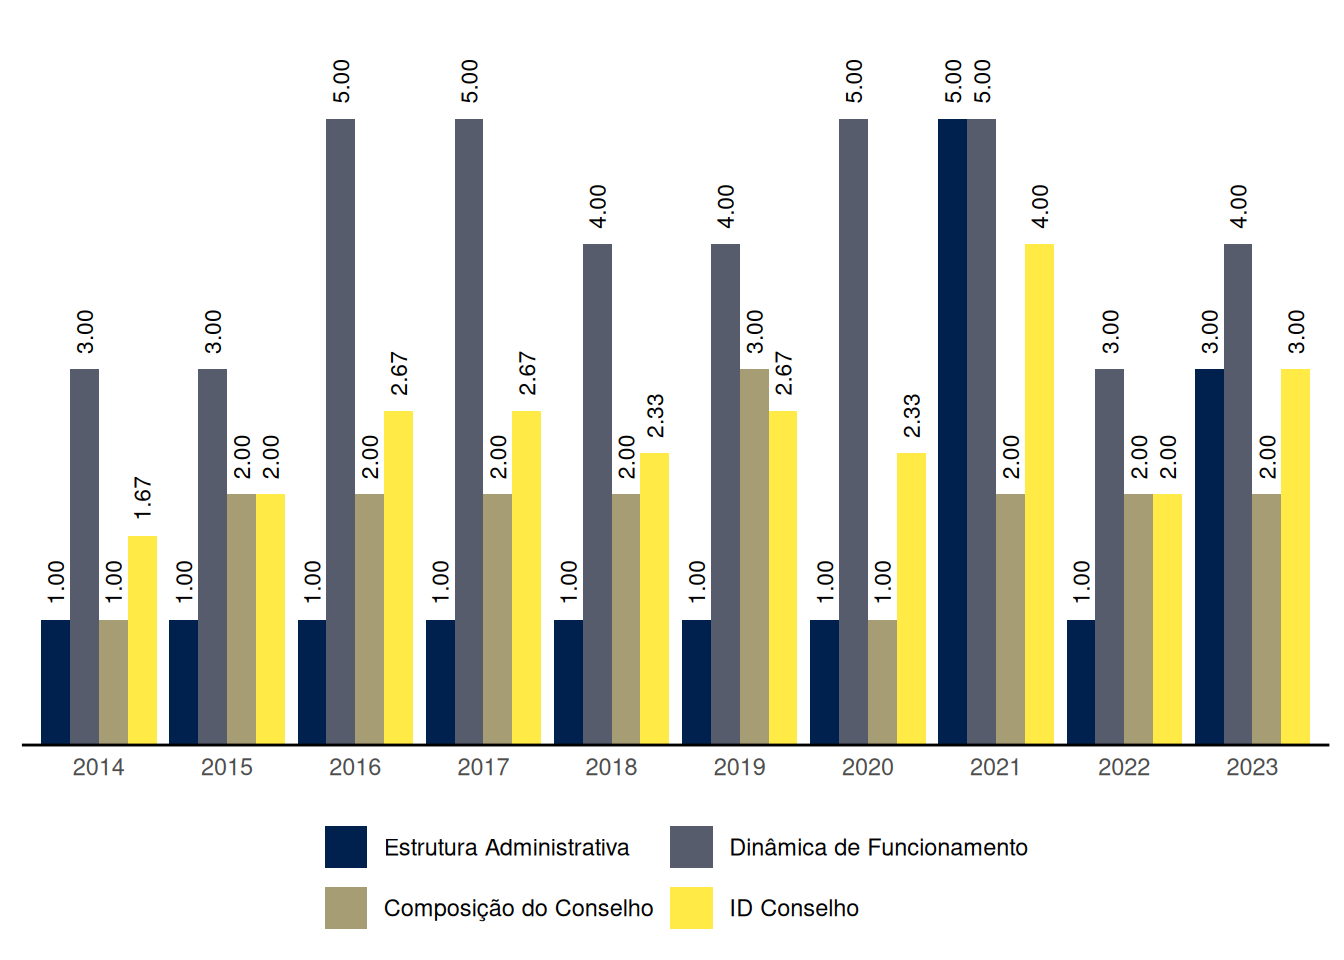 1.00 3.00 1.00 1.67 1.00 3.00 2.00 2.00 1.00 5.00 2.00 2.67 1.00 5.00 2.00 2.67 1.00 4.00 2.00 2.33 1.00 4.00 3.00 2.67 1.00 5.00 1.00 2.33 5.00 5.00 2.00 4.00 1.00 3.00 2.00 2.00 3.00 4.00 2.00 3.00
2014 2015 2016 2017 2018 2019 2020 2021 2022 2023
Estrutura Administrativa Dinâmica de Funcionamento
Composição do Conselho ID Conselho